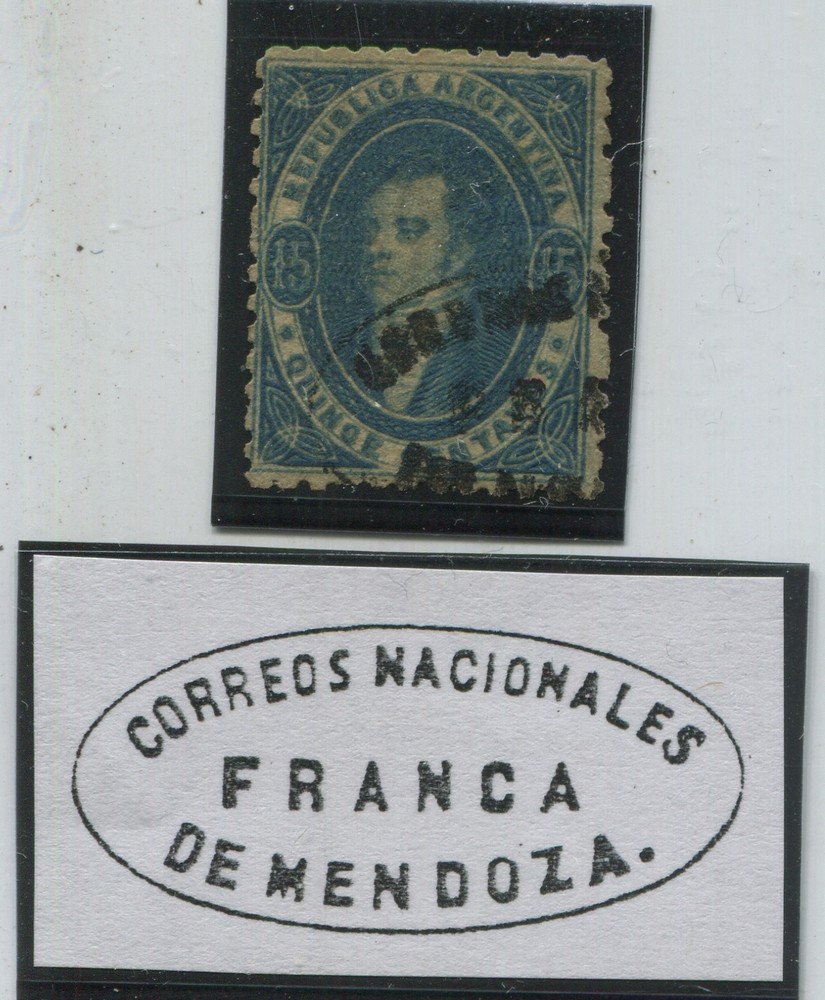 REPUBLICA ARGENTINA
15 15
QUINCE CENTAVOS
CORREOS NACIONALES
FRANCA
DE MENDOZA.